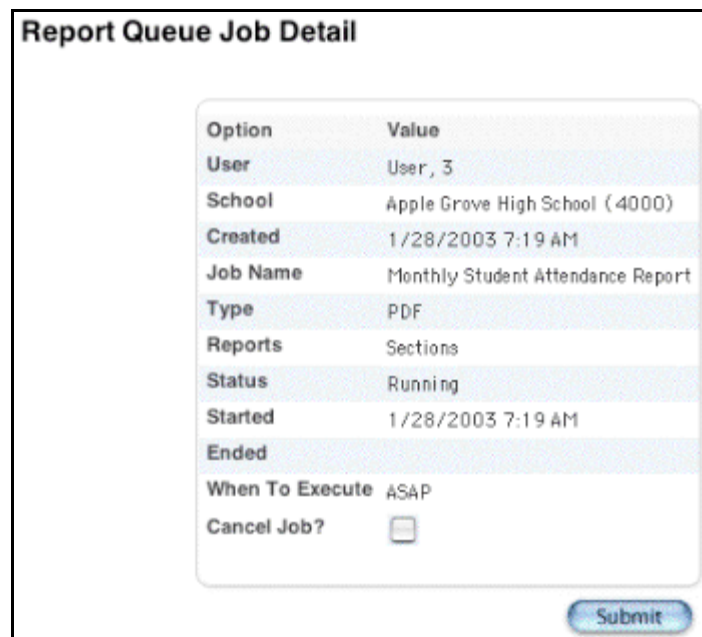 Report Queue Job Detail
Option Value
User User, 3
School Apple Grove High School (4000)
Created 1/28/2003 7:19 AM
Job Name Monthly Student Attendance Report
Type PDF
Reports Sections
Status Running
Started 1/28/2003 7:19 AM
Ended
When To Execute ASAP
Cancel Job?
Submit